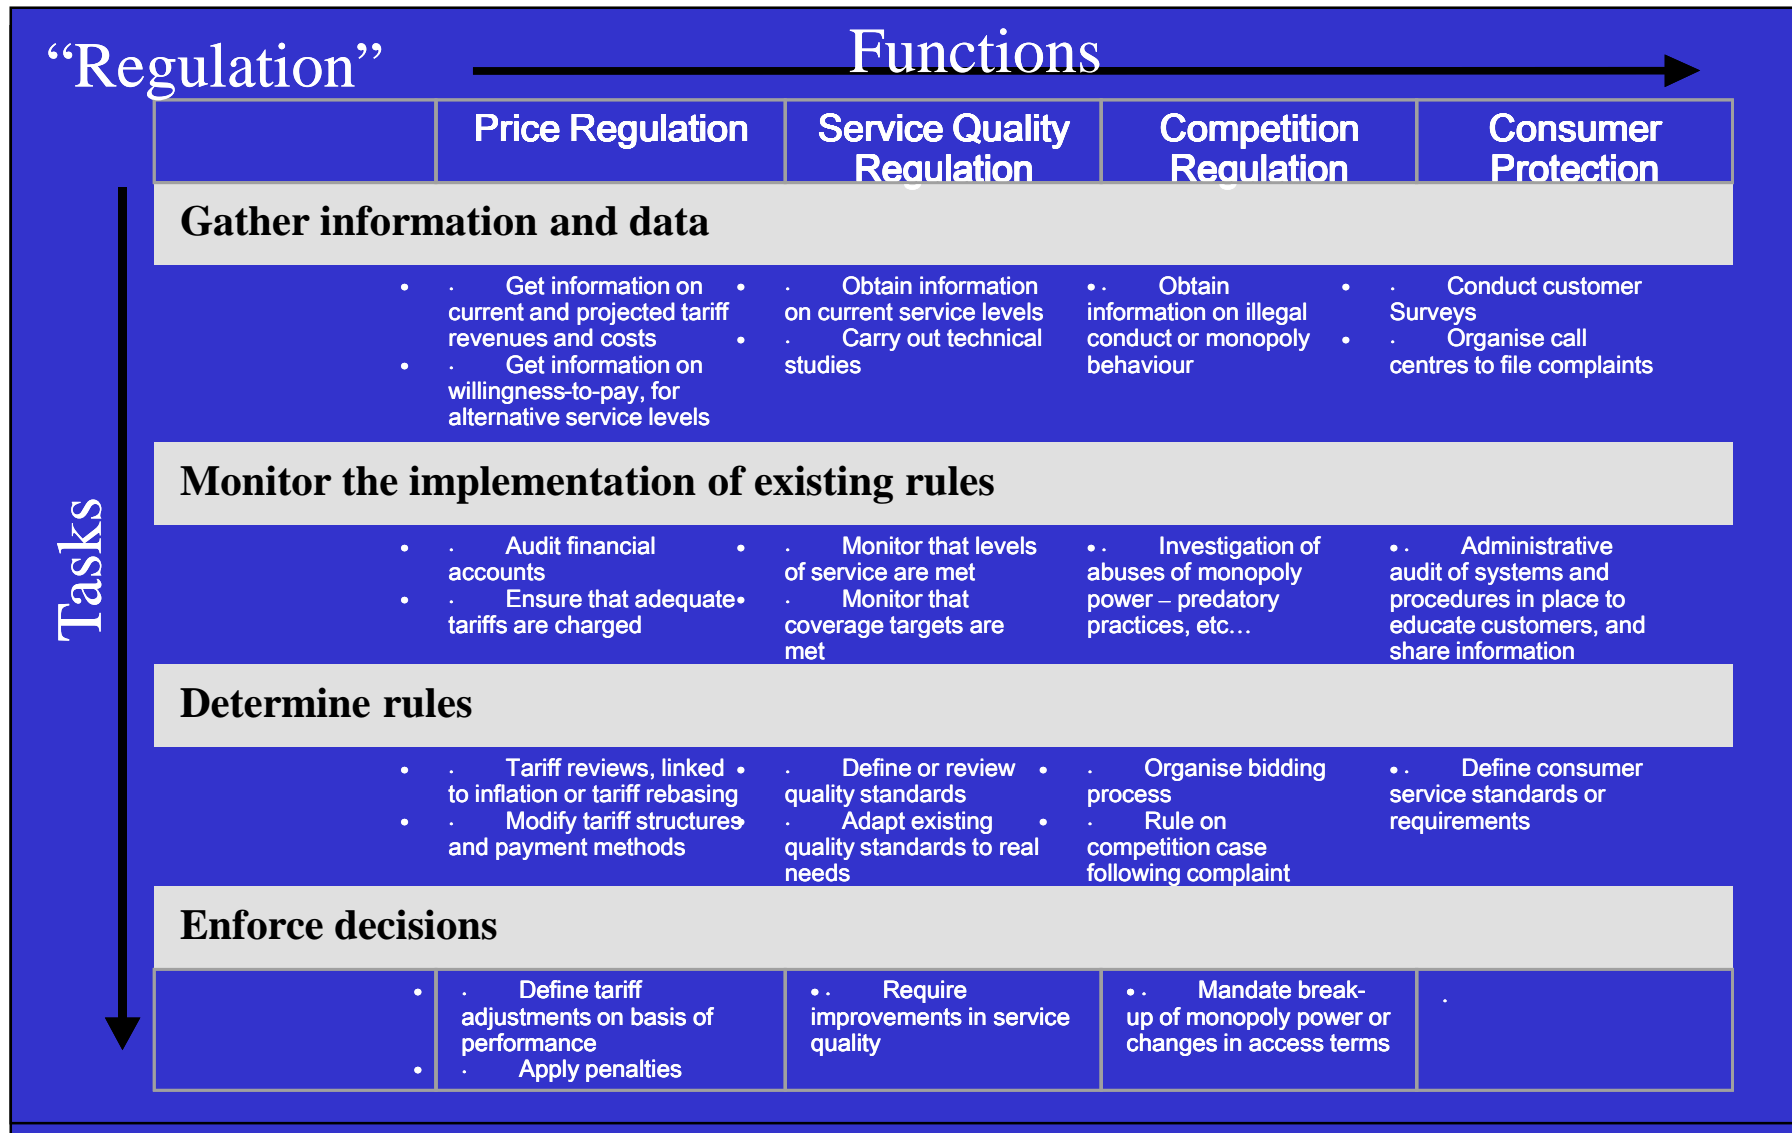 “Regulation”
Functions
Price Regulation
Service Quality
Regulation
Competition
Regulation
Consumer
Protection
Tasks
Gather information and data
• · Get information on
current and projected tariff
revenues and costs
• · Get information on
willingness-to-pay, for
alternative service levels
• · Obtain information
on current service levels
• · Carry out technical
studies
• · Obtain
information on illegal
conduct or monopoly
behaviour
• · Conduct customer
Surveys
• · Organise call
centres to file complaints
Monitor the implementation of existing rules
• · Audit financial
accounts
• · Ensure that adequate
tariffs are charged
• · Monitor that levels
of service are met
• · Monitor that
coverage targets are
met
• · Investigation of
abuses of monopoly
power – predatory
practices, etc…
• · Administrative
audit of systems and
procedures in place to
educate customers, and
share information
Determine rules
• · Tariff reviews, linked
to inflation or tariff rebasing
• · Modify tariff structures
and payment methods
• · Define or review
quality standards
• · Adapt existing
quality standards to real
needs
• · Organise bidding
process
• · Rule on
competition case
following complaint
• · Define consumer
service standards or
requirements
Enforce decisions
• · Define tariff
adjustments on basis of
performance
• · Apply penalties
• · Require
improvements in service
quality
• · Mandate break-
up of monopoly power or
changes in access terms
·